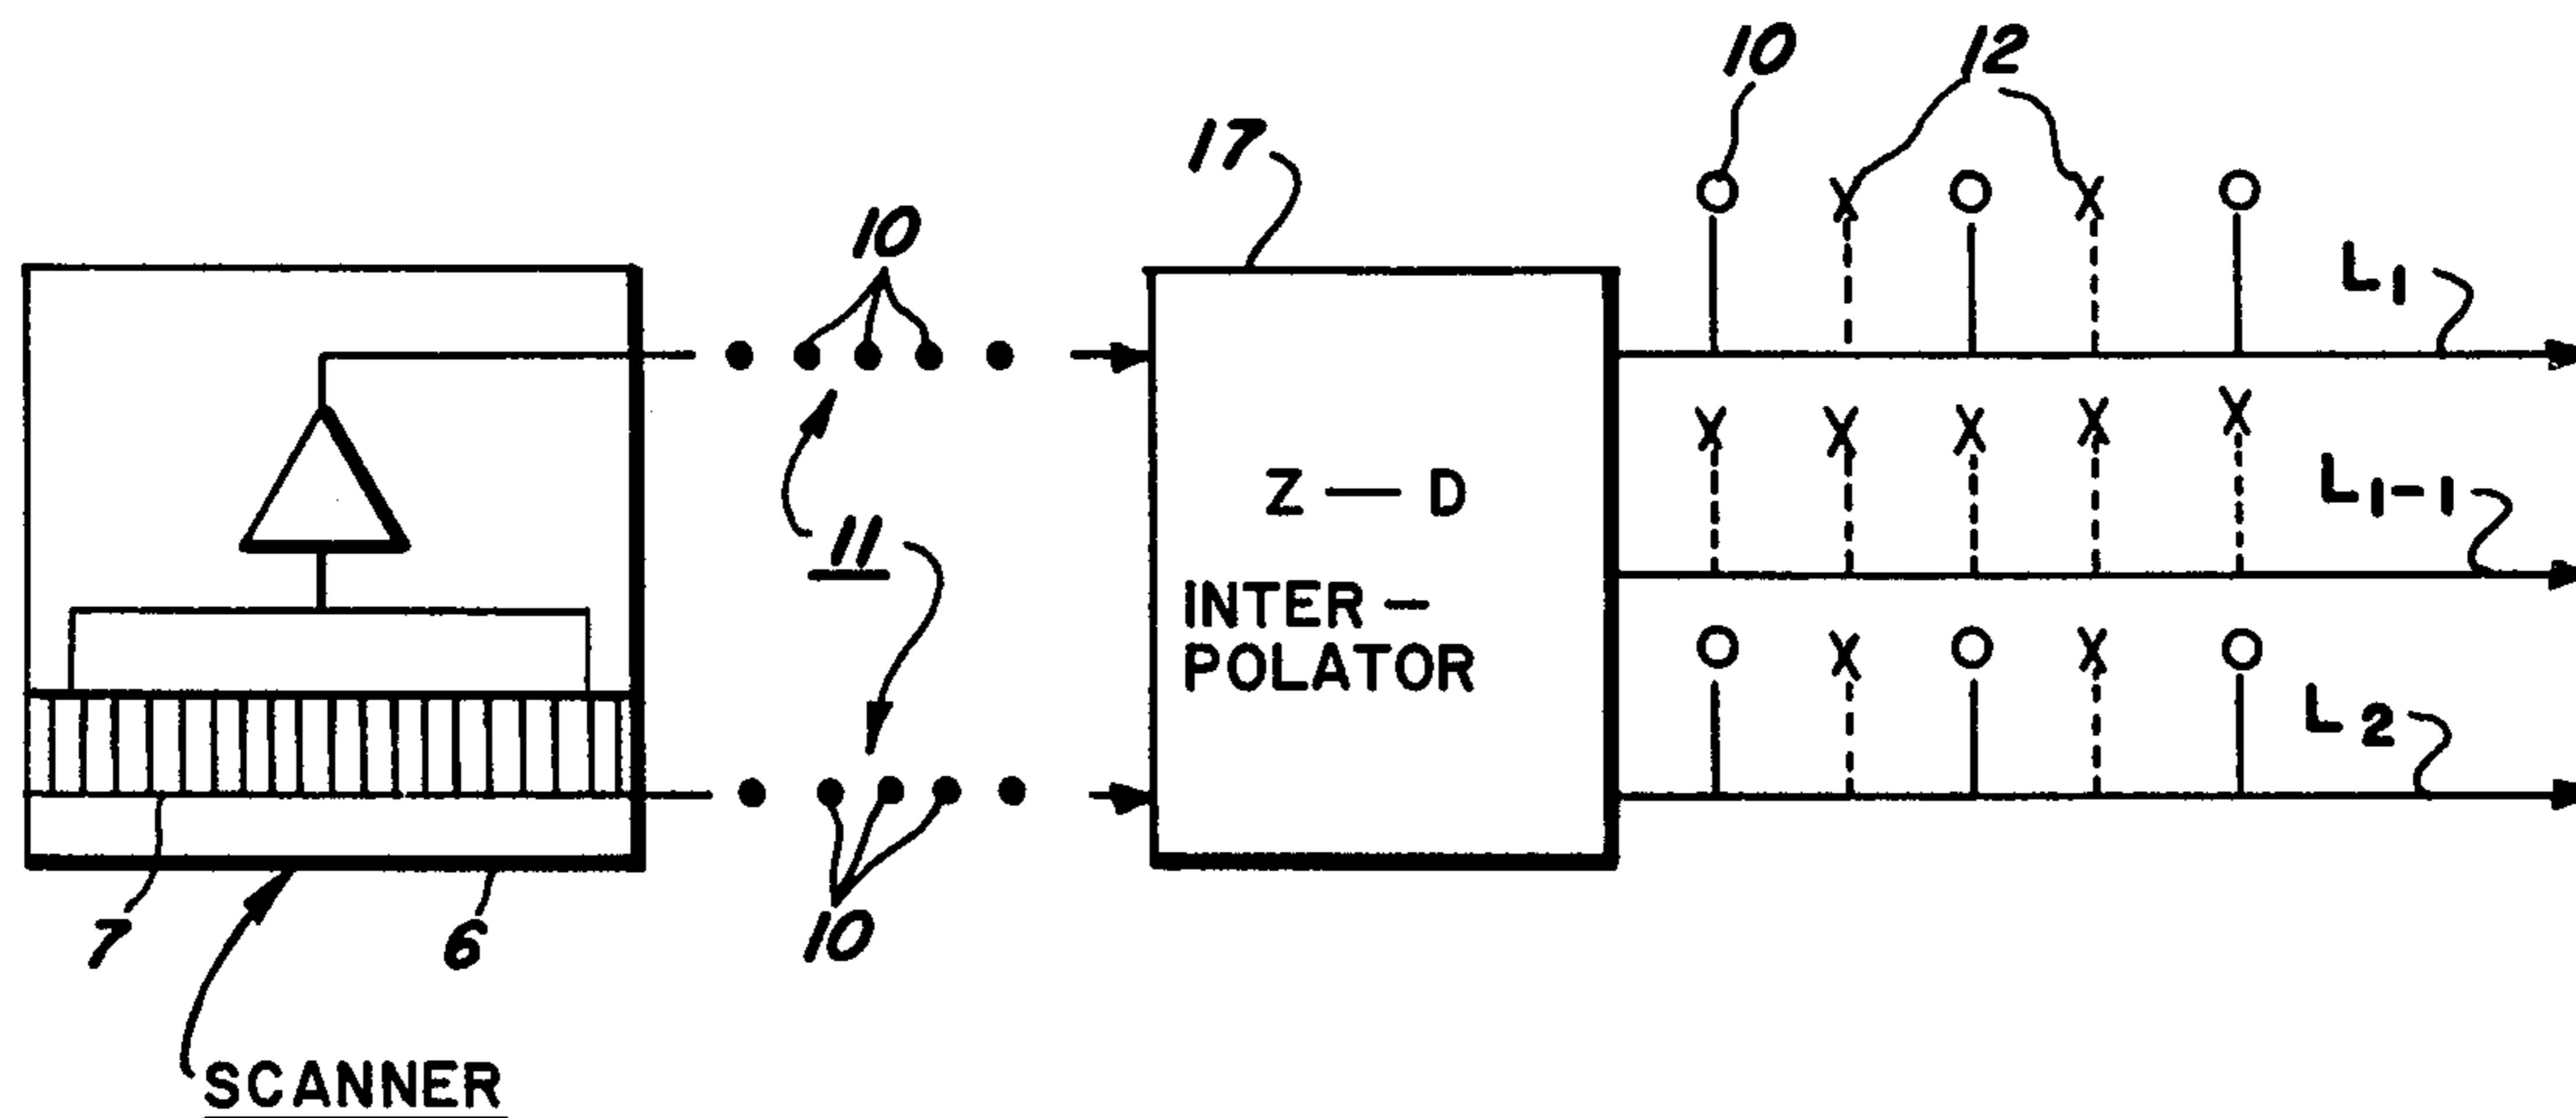 10
12
17
10
L1
11
Z — D
INTER —
POLATOR
L1-1
L2
7
6
10
SCANNER